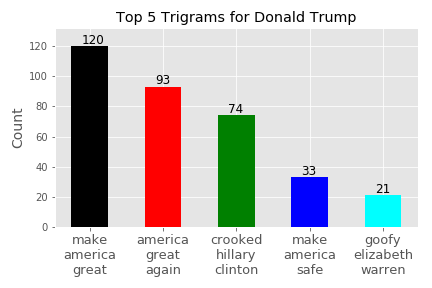 Top 5 Trigrams for Donald Trump
Count
120
100
80
60
40
20
0
120
93
74
33
21
make
america
great
america
great
again
crooked
hillary
clinton
make
america
safe
goofy
elizabeth
warren